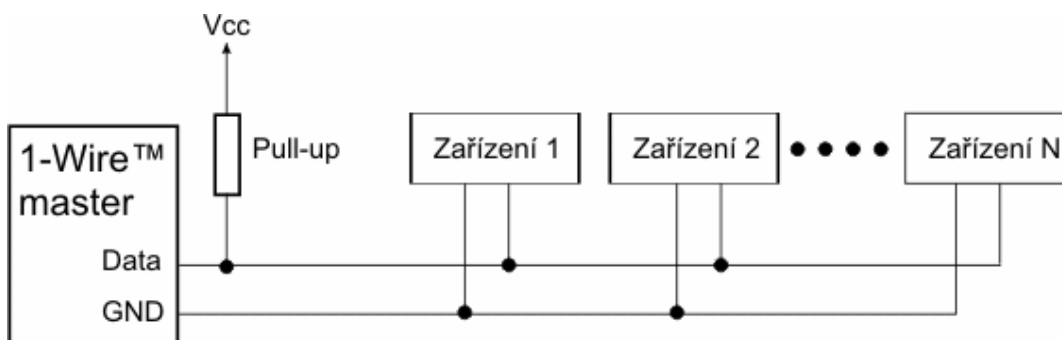 Vcc
1-Wire™
master
Pull-up
Zařízení 1
Zařízení 2
Zařízení N
Data
GND